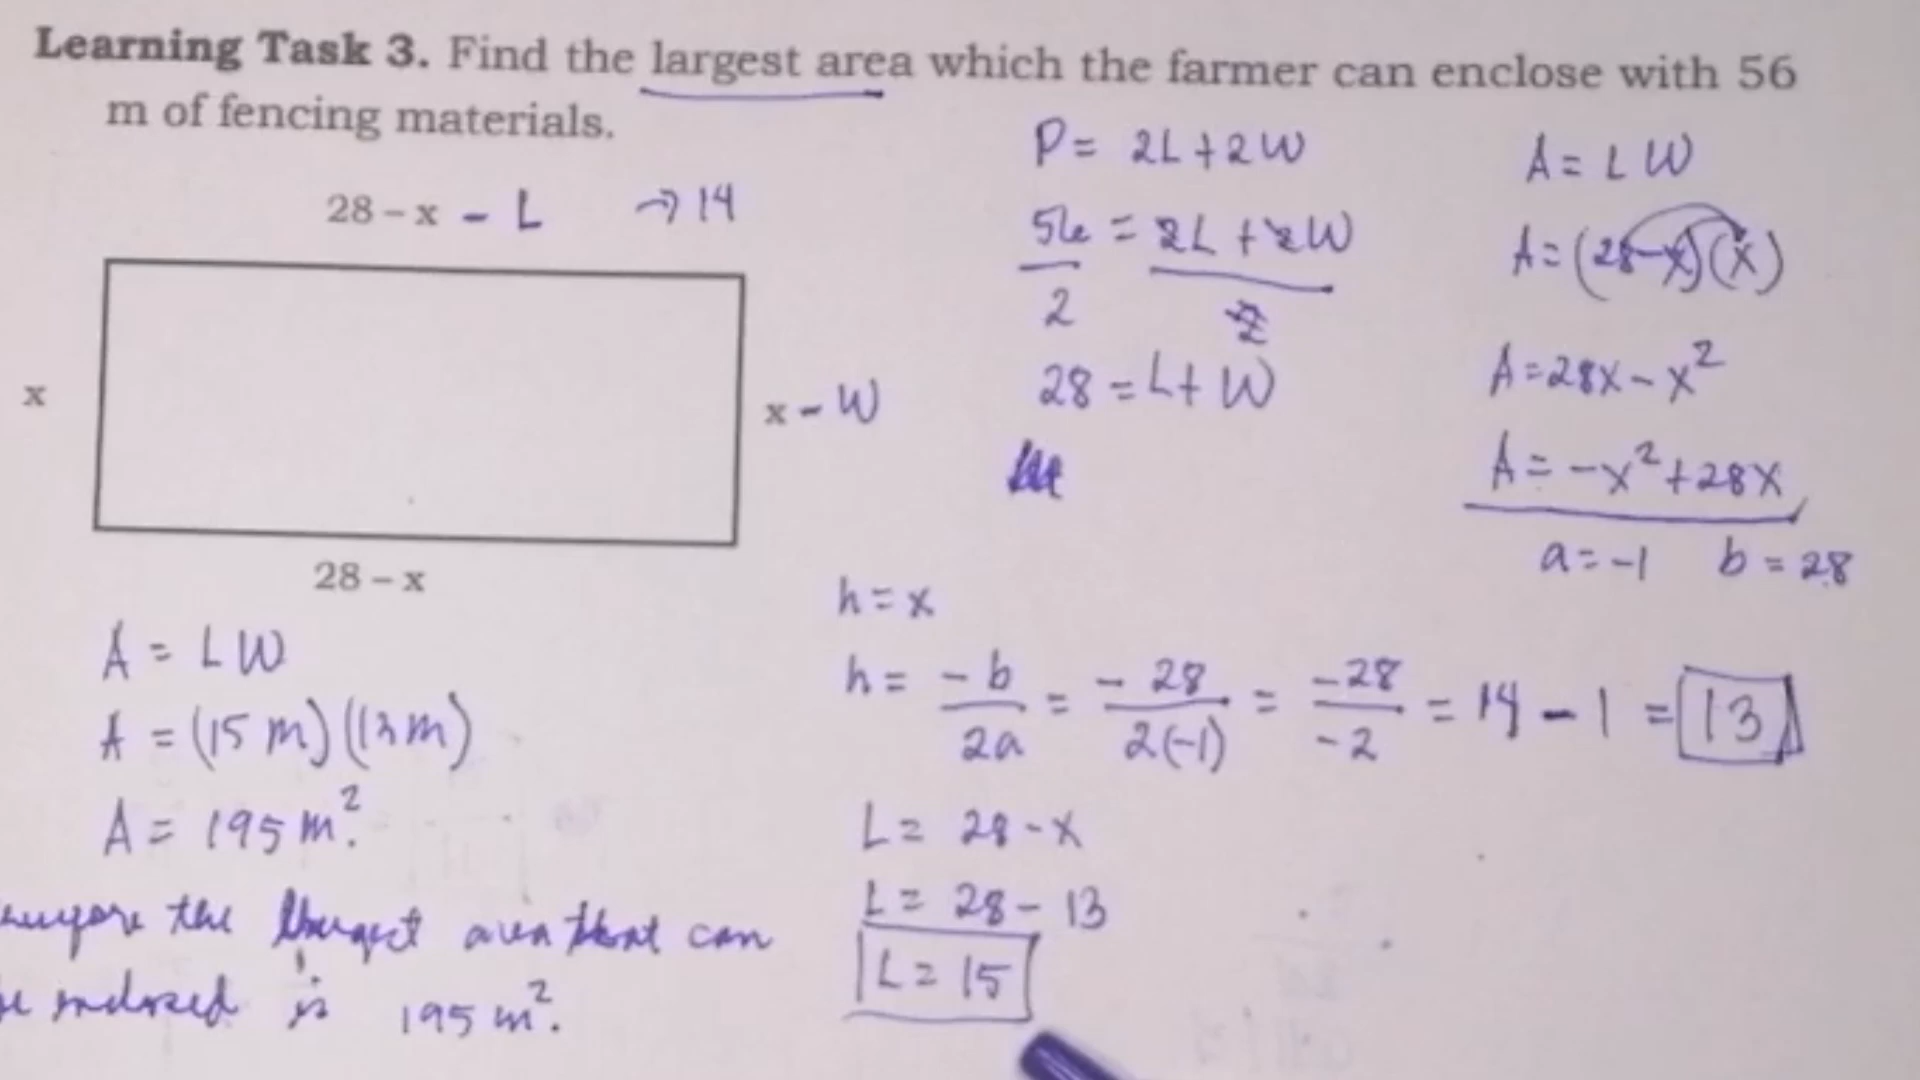 Learning Task 3. Find the largest area which the farmer can enclose with 56
m of fencing materials.
28 – x - L → 14
x
x - W
28 – x
P = 2L + 2W
56 = 2L + 2W
2 2
28 = L + W
A = L W
A = (28-x)(x)
A = 28x - x²
A = -x² + 28x
a = -1 b = 28
h = x
h = -b = - 28 = -28 = 14 - 1 = 13
2a 2(-1) -2
L = 28 - x
L = 28 - 13
L = 15
A = L W
A = (15 m)(13m)
A = 195 m².
the largest area that can
enclosed is 195 m².